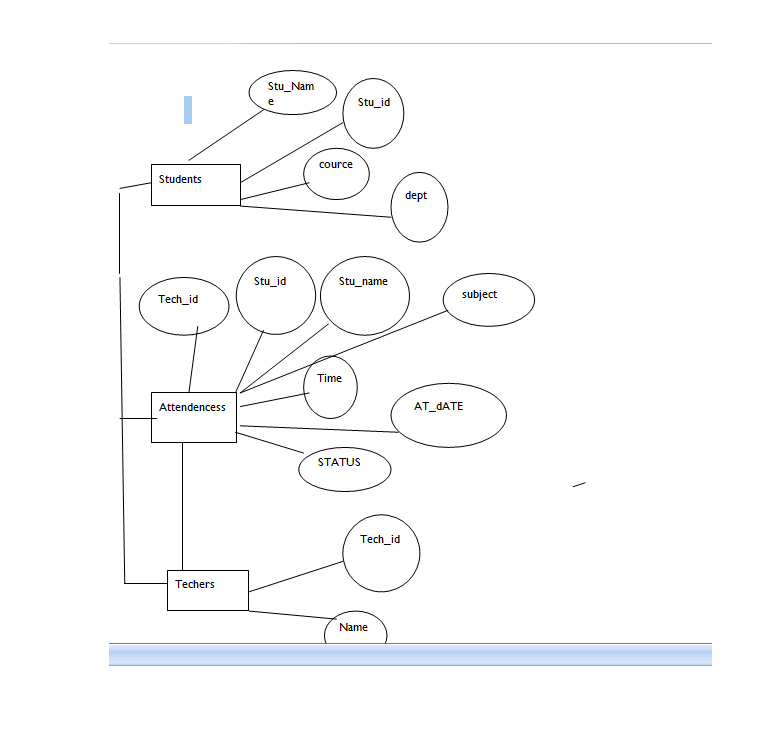 Stu_Nam
e
Stu_id
cource
Students
dept
Stu_id
Stu_name
subject
Tech_id
Time
Attendencess
AT_dATE
STATUS
Tech_id
Techers
Name